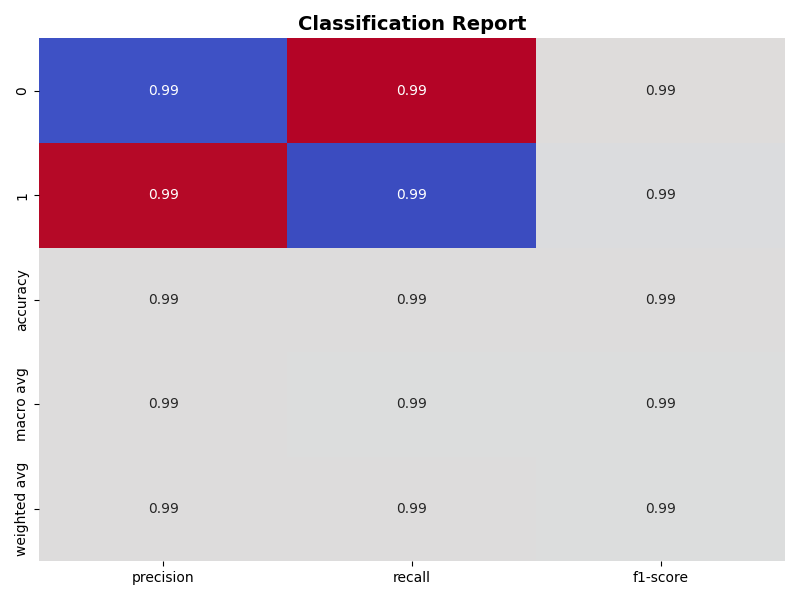 Classification Report
0 0.99 0.99 0.99
1 0.99 0.99 0.99
accuracy 0.99 0.99 0.99
macro avg 0.99 0.99 0.99
weighted avg 0.99 0.99 0.99
precision recall f1-score